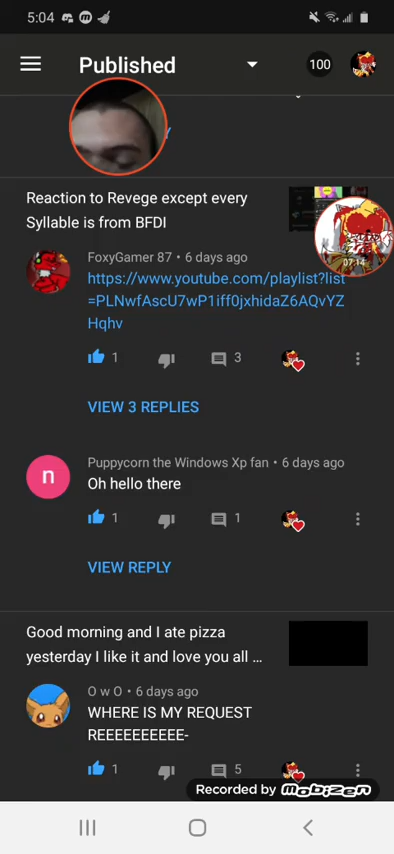 5:04
Published
100
Reaction to Revege except every
Syllable is from BFDI
07:14
FoxyGamer 87 • 6 days ago
https://www.youtube.com/playlist?list
=PLNwfAscU7wP1iff0jxhidaZ6AQvYZ
Hqhv
1
3
VIEW 3 REPLIES
n
Puppycorn the Windows Xp fan • 6 days ago
Oh hello there
1
1
VIEW REPLY
Good morning and I ate pizza
yesterday I like it and love you all ...
O w O • 6 days ago
WHERE IS MY REQUEST
REEEEEEEEEE-
1
5
Recorded by mobizen